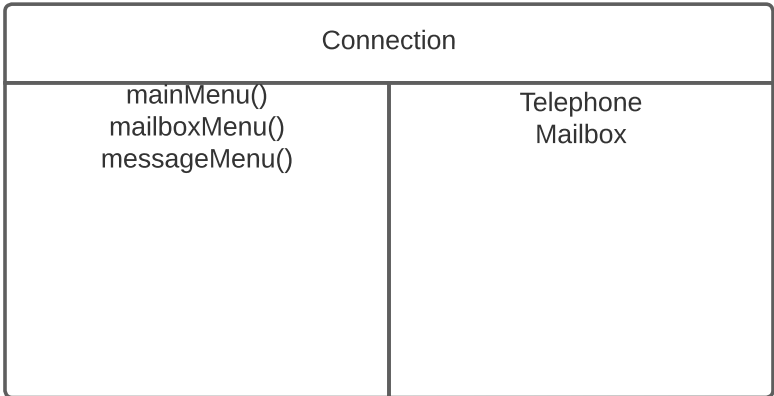 Connection
mainMenu()
mailboxMenu()
messageMenu()
Telephone
Mailbox